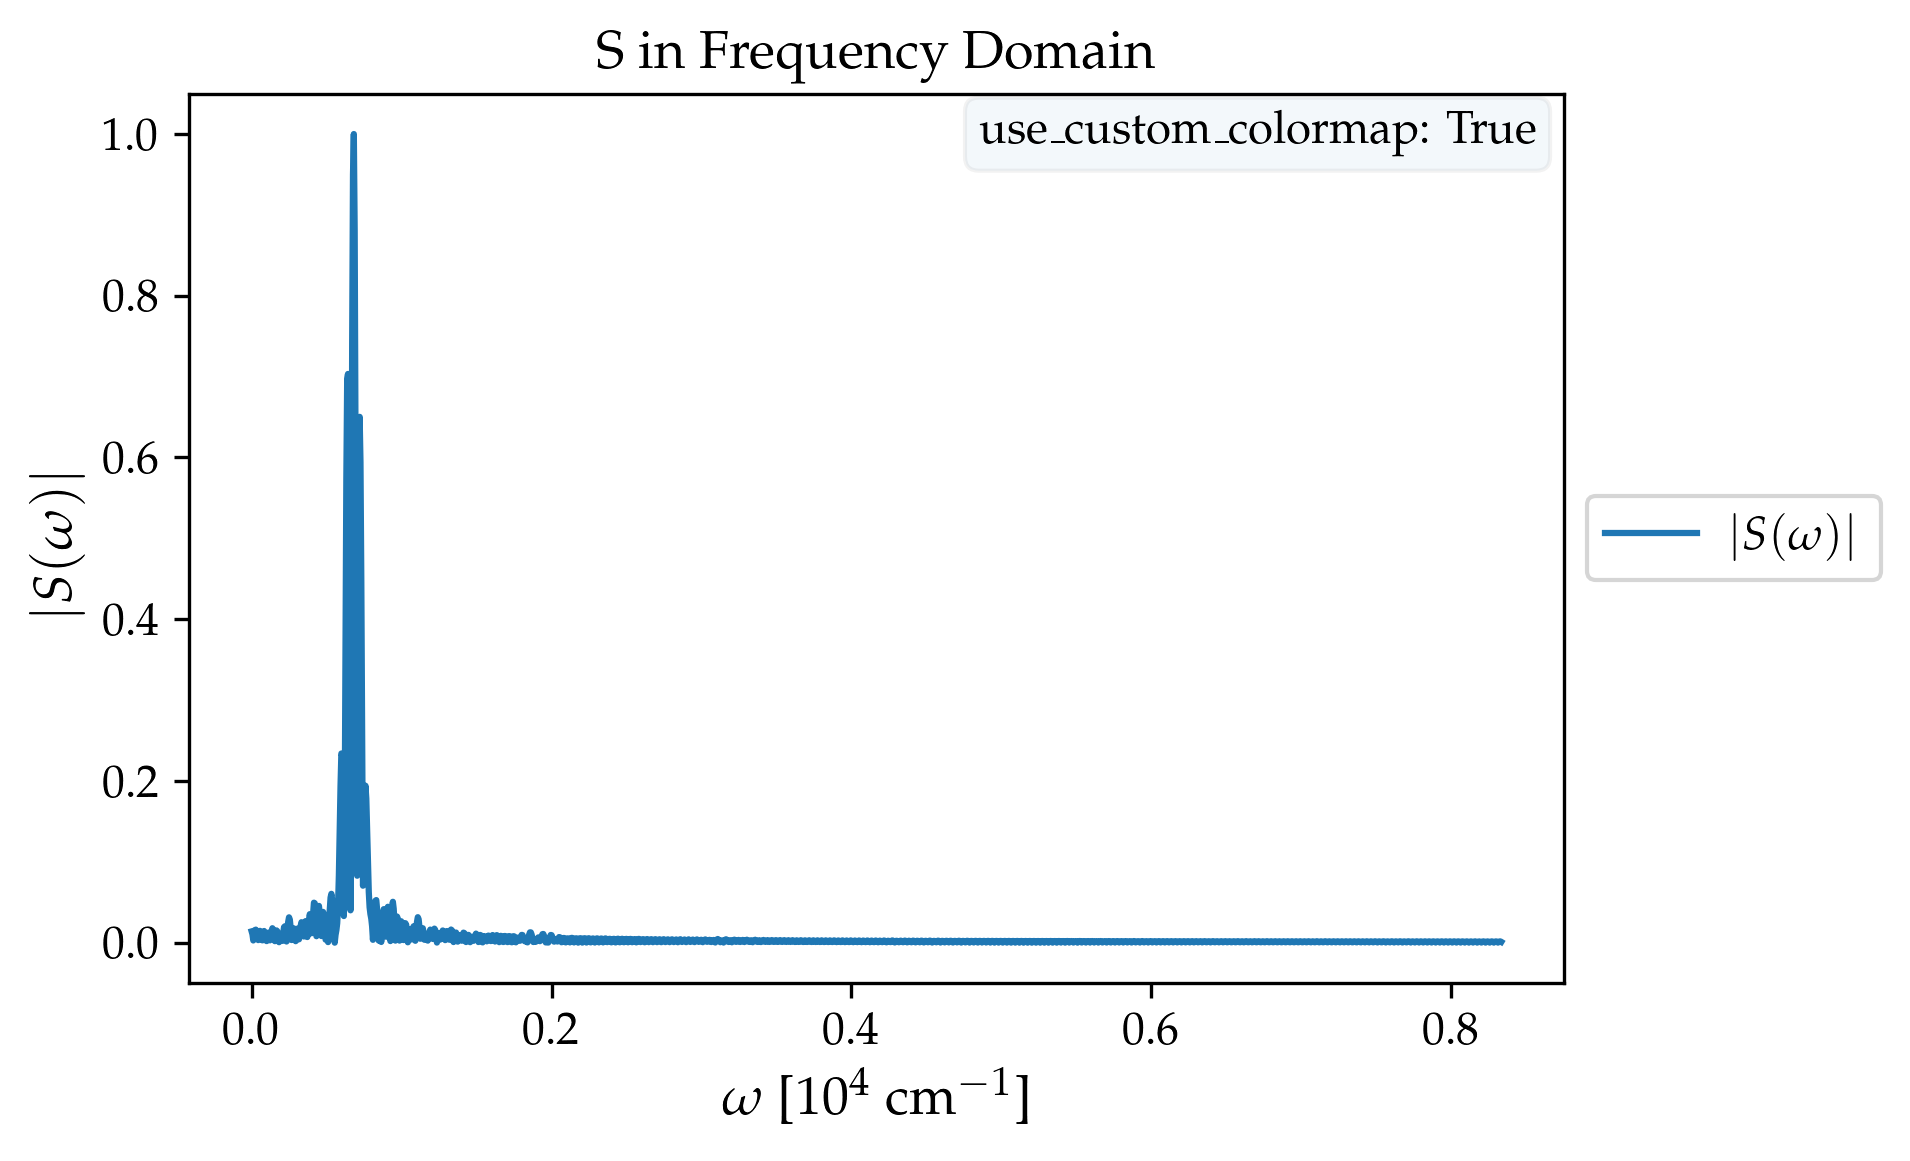 S in Frequency Domain
use_custom_colormap: True
1.0
0.8
0.6
0.4
0.2
0.0
|S(ω)|
|S(ω)|
0.0 0.2 0.4 0.6 0.8
ω [10⁴ cm⁻¹]